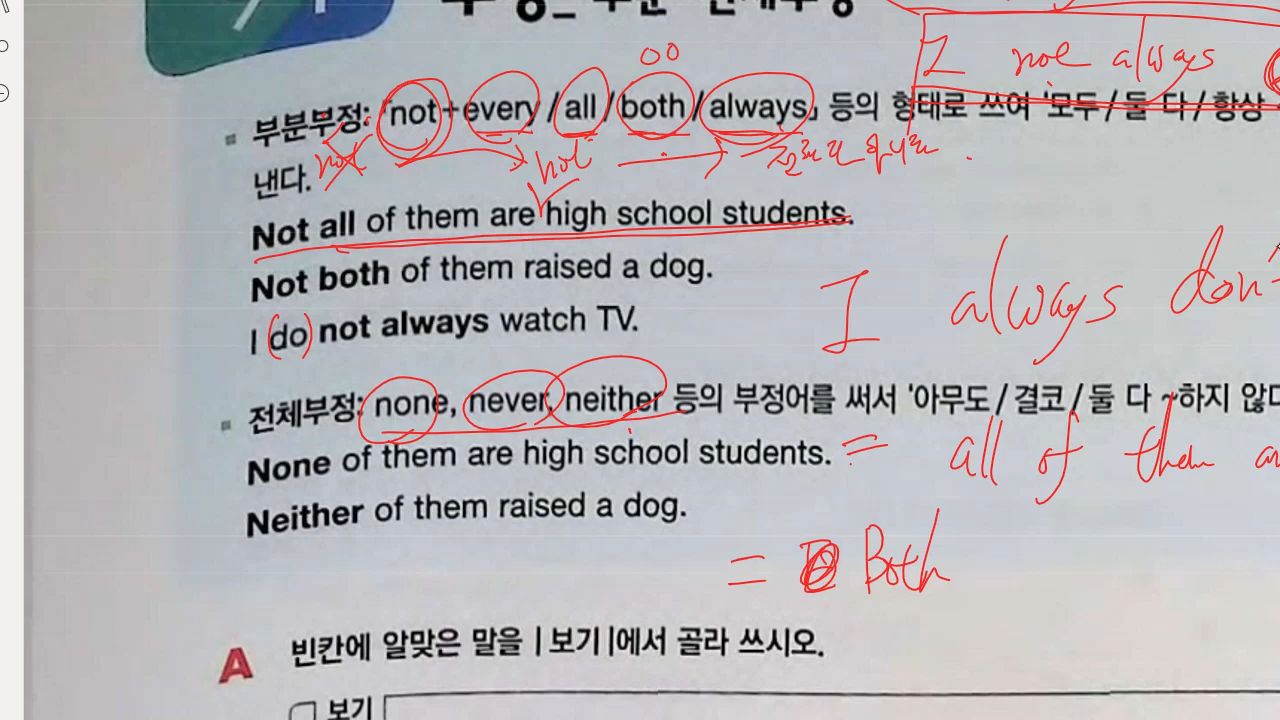 I not always
부분부정: 「not+every / all / both / always」 등의 형태로 쓰여 '모두 / 둘 다 / 항상
not
not
낸다.
Not all of them are high school students.
Not both of them raised a dog.
I always don't
I do not always watch TV.
전체부정: none, never, neither 등의 부정어를 써서 '아무도 / 결코 / 둘 다 ~하지 않다
None of them are high school students. = all of them
Neither of them raised a dog.
= Both
A 빈칸에 알맞은 말을 | 보기 |에서 골라 쓰시오.
보기